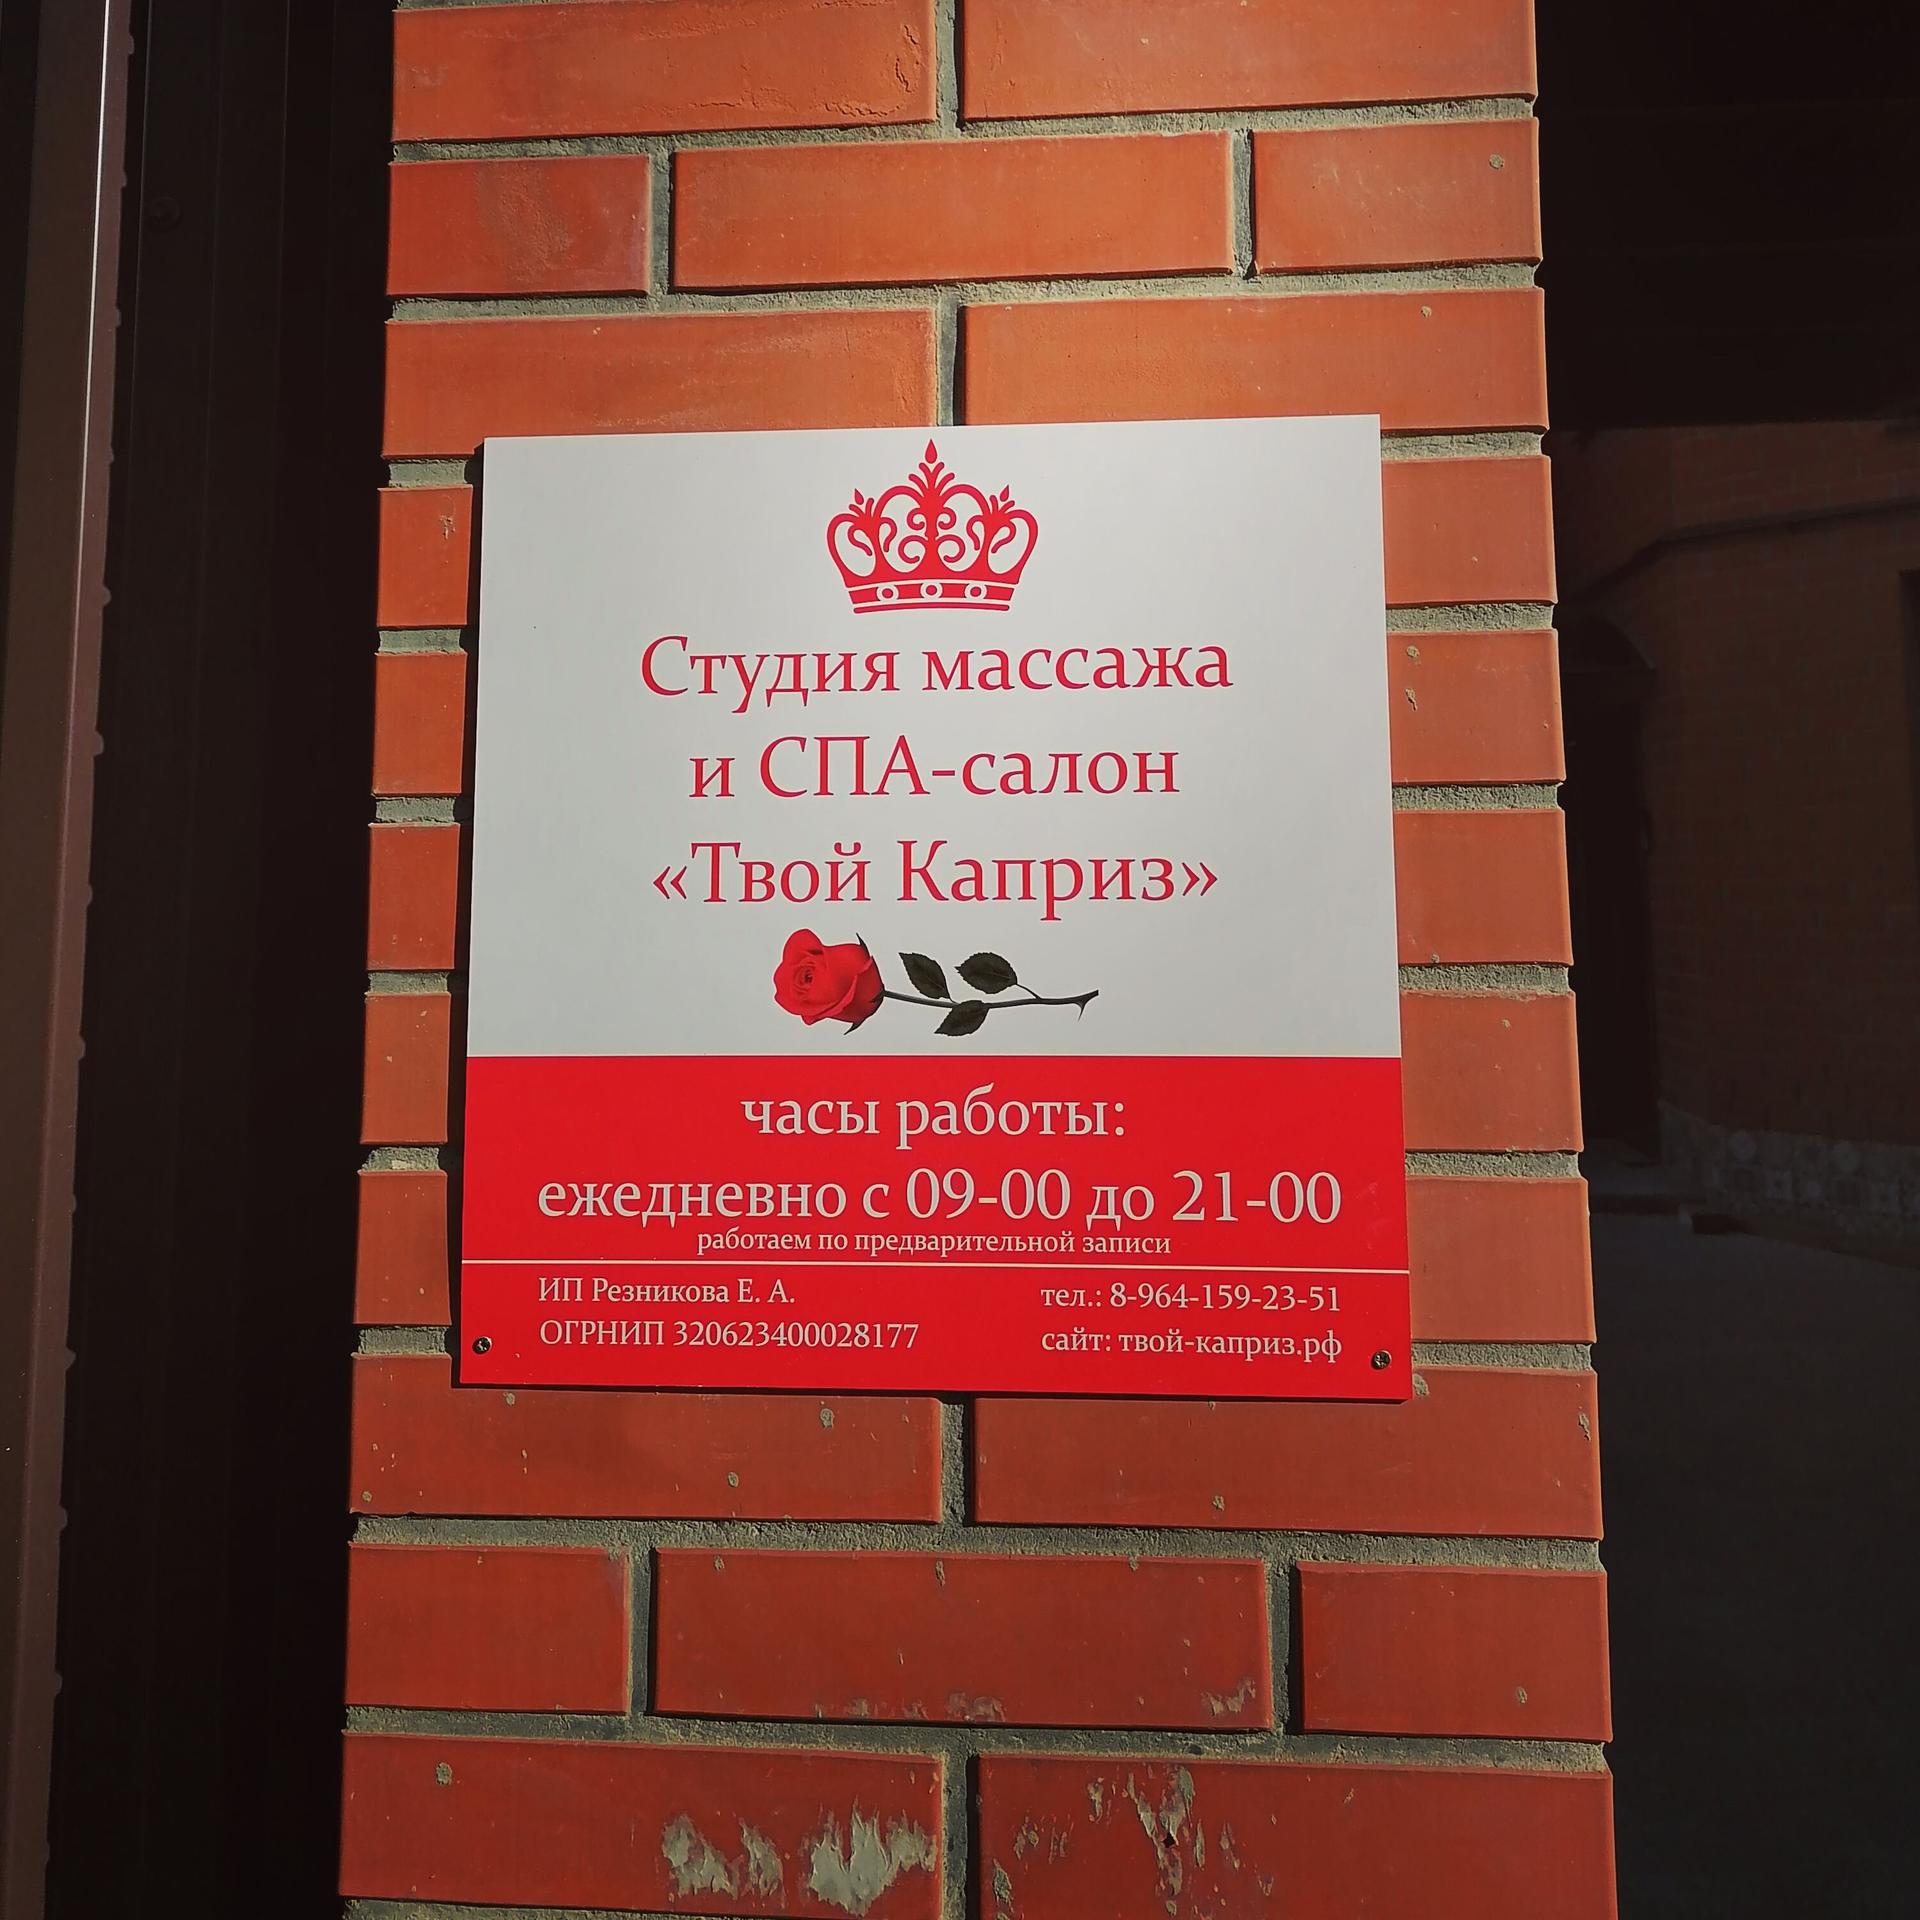 Студия массажа
и СПА-салон
«Твой Каприз»
часы работы:
ежедневно с 09-00 до 21-00
работаем по предварительной записи
ИП Резникова Е. А.
ОГРНИП 320623400028177
тел.: 8-964-159-23-51
сайт: твой-каприз.рф